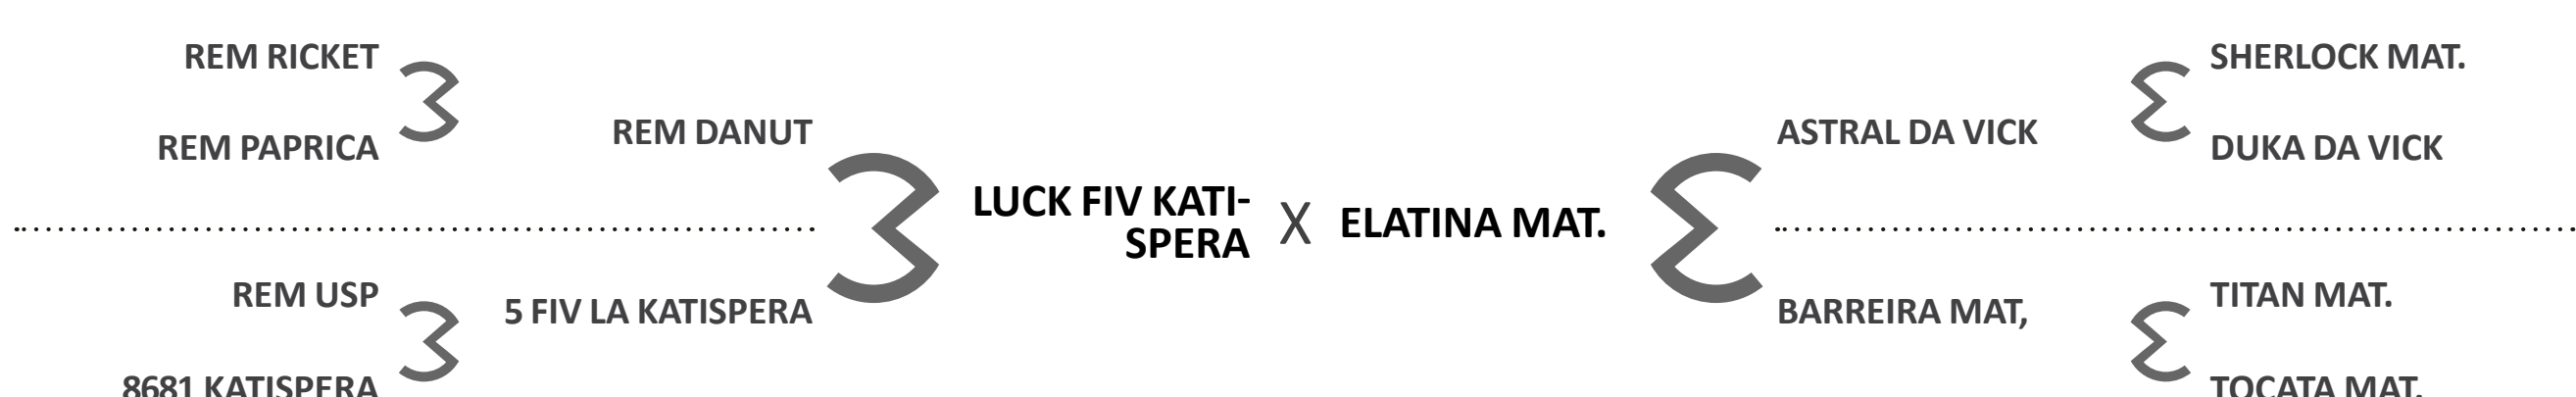 REM RICKET
REM PAPRICA
REM DANUT
REM USP
8681 KATISPERA
5 FIV LA KATISPERA
LUCK FIV KATI-
SPERA
X
ELATINA MAT.
ASTRAL DA VICK
SHERLOCK MAT.
DUKA DA VICK
BARREIRA MAT,
TITAN MAT.
TOCATA MAT.